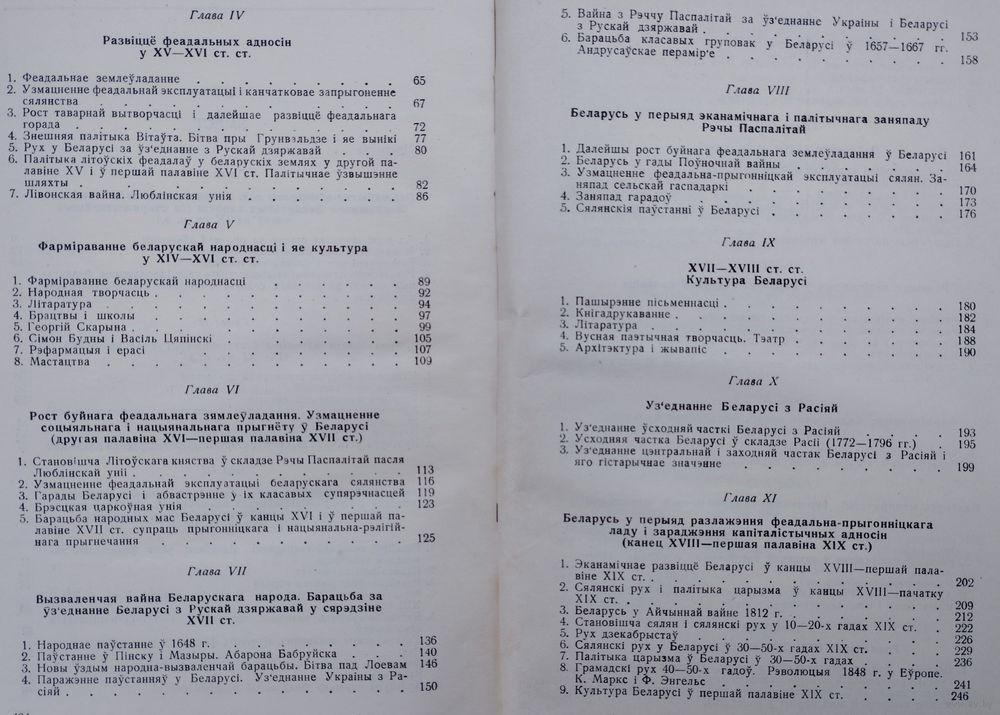 Глава IV
Развіццё феадальных адносін
у XV—XVI ст. ст.
1. Феадальнае землеўладанне . . . . . . . . 65
2. Узмацненне феадальнай эксплуатацыі і канчатковае запрыгоненне
сялянства . . . . . . . . . . . 67
3. Рост таварнай вытворчасці і далейшае развіццё феадальнага
горада . . . . . . . . . . . 72
4. Знешняя палітыка Вітаўта. Бітва пры Грунвальдзе і яе вынікі 77
5. Рух у Беларусі за ўз'еднанне з Рускай дзяржавай . . . 80
6. Палітыка літоўскіх феадалаў у беларускіх землях у другой па-
лавіне XV і ў першай палавіне XVI ст. Палітычнае ўзвышэнне
шляхты . . . . . . . . . . . 82
7. Лівонская вайна. Люблінская унія . . . . . . 86
Глава V
Фарміраванне беларускай народнасці і яе культура
у XIV—XVI ст. ст.
1. Фарміраванне беларускай народнасці . . . . . 89
2. Народная творчасць . . . . . . . . . 92
3. Літаратура . . . . . . . . . . 94
4. Брацтвы і школы . . . . . . . . . 97
5. Георгій Скарына . . . . . . . . . 99
6. Сімон Будны і Васіль Цяпінскі . . . . . . 105
7. Рэфармацыя і ерасі . . . . . . . . 107
8. Мастацтва . . . . . . . . . . 109
Глава VI
Рост буйнага феадальнага зямлеўладання. Узмацненне
соцыяльнага і нацыянальнага прыгнёту ў Беларусі
(другая палавіна XVI—першая палавіна XVII ст.)
1. Становішча Літоўскага княства ў складзе Рэчы Паспалітай пасля
Люблінскай уніі . . . . . . . . . 113
2. Узмацненне феадальнай эксплуатацыі беларускага сялянства 116
3. Гарады Беларусі і абвастрэнне ў іх класавых супярэчнасцей 119
4. Брэсцкая царкоўная унія . . . . . . . 123
5. Барацьба народных мас Беларусі ў канцы XVI і ў першай па-
лавіне XVII ст. супраць прыгонніцкага і нацыянальна-рэлігій-
нага прыгнечання . . . . . . . . . 125
Глава VII
Вызваленчая вайна Беларускага народа. Барацьба за
ўз'еднанне Беларусі з Рускай дзяржавай у сярэдзіне
XVII ст.
1. Народнае паўстанне ў 1648 г. . . . . . . 136
2. Паўстанне ў Пінску і Мазыры. Абарона Бабруйска . . . 140
3. Новы ўздым народна-вызваленчай барацьбы. Бітва пад Лоевам 146
4. Паражэнне паўстанняў у Беларусі. Уз'еднанне Украіны з Ра-
сіяй . . . . . . . . . . . . 150
5. Вайна з Рэччу Паспалітай за ўз'еднанне Украіны і Беларусі
з Рускай дзяржавай . . . . . . . . 153
6. Барацьба класавых груповак у Беларусі ў 1657—1667 гг.
Андрусаўскае перамір'е . . . . . . . . 158
Глава VIII
Беларусь у перыяд эканамічнага і палітычнага заняпаду
Рэчы Паспалітай
1. Далейшы рост буйнага феадальнага землеўладання ў Беларусі 161
2. Беларусь у гады Поўночнай вайны . . . . . . 164
3. Узмацненне феадальна-прыгонніцкай эксплуатацыі сялян. За-
няпад сельскай гаспадаркі . . . . . . . 170
4. Заняпад гарадоў . . . . . . . . . 173
5. Сялянскія паўстанні ў Беларусі . . . . . . 176
Глава IX
XVII—XVIII ст. ст.
Культура Беларусі
1. Пашырэнне пісьменнасці . . . . . . . . 180
2. Кнігадрукаванне . . . . . . . . . 182
3. Літаратура . . . . . . . . . . 184
4. Вусная паэтычная творчасць. Тэатр . . . . . 188
5. Архітэктура і жывапіс . . . . . . . . 190
Глава X
Уз'еднанне Беларусі з Расіяй
1. Уз'еднанне ўсходняй часткі Беларусі з Расіяй . . . . 193
2. Усходняя частка Беларусі ў складзе Расіі (1772—1796 гг.) . 195
3. Уз'еднанне цэнтральнай і заходняй частак Беларусі з Расіяй і
яго гістарычнае значэнне . . . . . . . 199
Глава XI
Беларусь у перыяд разлажэння феадальна-прыгонніцкага
ладу і зараджэння капіталістычных адносін
(канец XVIII—першая палавіна XIX ст.)
1. Эканамічнае развіццё Беларусі ў канцы XVIII—першай пала-
віне XIX ст. . . . . . . . . . . 202
2. Сялянскі рух і палітыка царызма ў канцы XVIII—пачатку
XIX ст. . . . . . . . . . . . 209
3. Беларусь у Айчыннай вайне 1812 г. . . . . . 212
4. Становішча сялян і сялянскі рух у 10—20-х гадах XIX ст. . 222
5. Рух дзекабрыстаў . . . . . . . . . 226
6. Сялянскі рух у Беларусі ў 30—50-х гадах XIX ст. . . 229
7. Палітыка царызма ў Беларусі ў 30—50-х гадах . . . 236
8. Грамадскі рух 40—50-х гадоў. Рэволюцыя 1848 г. у Еўропе.
К. Маркс і Ф. Энгельс . . . . . . . . 241
9. Культура Беларусі ў першай палавіне XIX ст. . . . 246